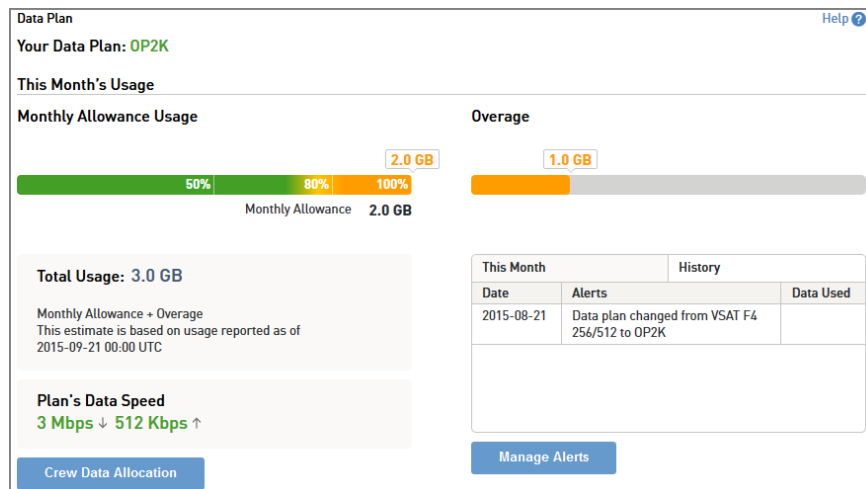 Data Plan
Help ?
Your Data Plan: OP2K
This Month's Usage
Monthly Allowance Usage
2.0 GB
50%
80%
100%
Monthly Allowance 2.0 GB
Overage
1.0 GB
Total Usage: 3.0 GB
Monthly Allowance + Overage
This estimate is based on usage reported as of
2015-09-21 00:00 UTC
Plan's Data Speed
3 Mbps ↓ 512 Kbps ↑
Crew Data Allocation
This Month
History
Date
Alerts
Data Used
2015-08-21
Data plan changed from VSAT F4
256/512 to OP2K
Manage Alerts